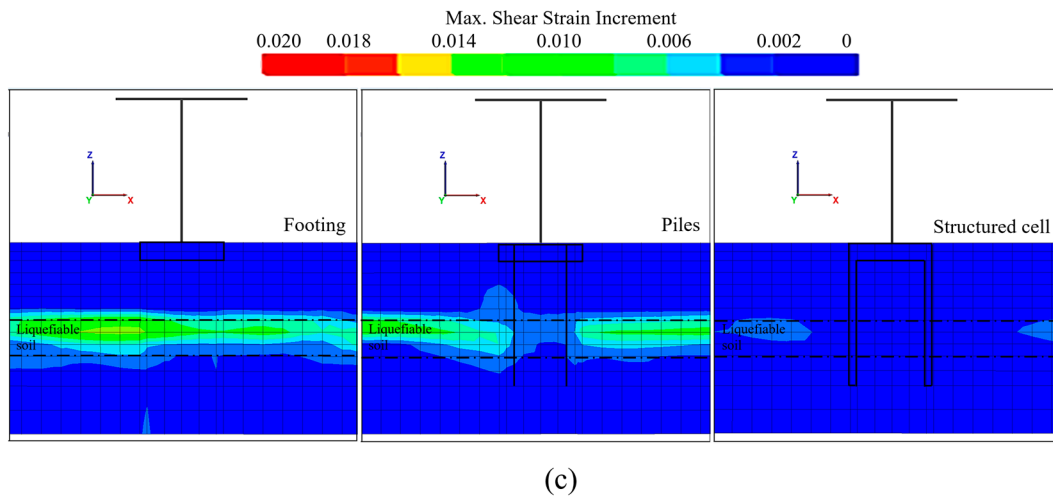 Max. Shear Strain Increment
0.020 0.018 0.014 0.010 0.006 0.002 0
Z
Y X
Footing
Liquefiable
soil
Z
Y X
Piles
Liquefiable
soil
Z
Y X
Structured cell
Liquefiable
soil
(c)